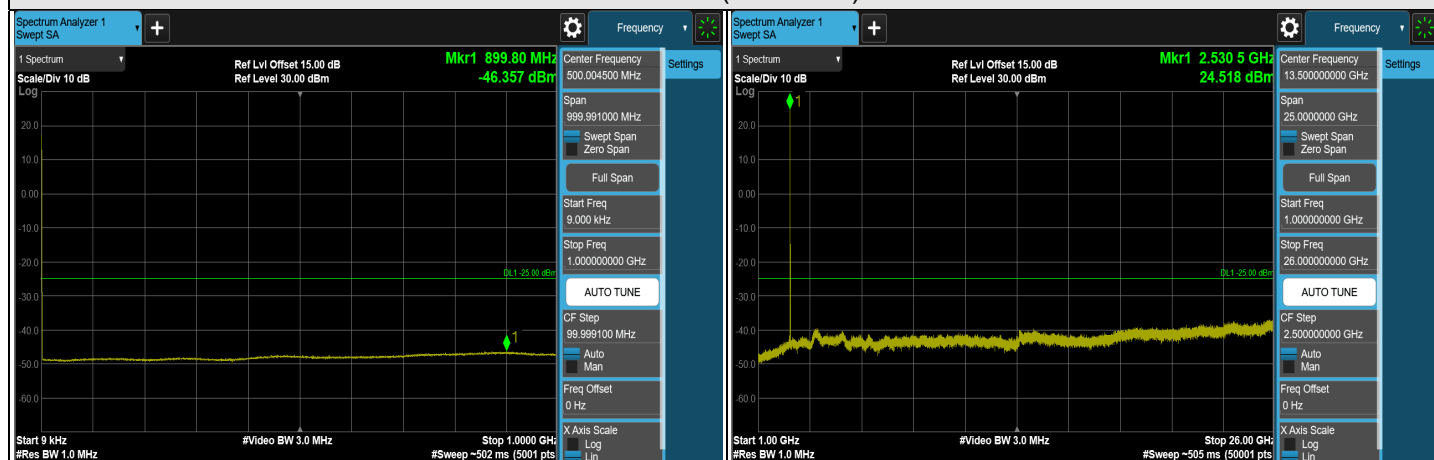 Spectrum Analyzer 1
Swept SA
+
Frequency
1 Spectrum
Scale/Div 10 dB
Log
Ref Lvl Offset 15.00 dB
Ref Level 30.00 dBm
Mkr1 899.80 MHz
-46.357 dBm
20.0
10.0
0.00
-10.0
-20.0
-30.0
-40.0
-50.0
-60.0
DL1 -25.00 dBm
1
Start 9 kHz
#Res BW 1.0 MHz
#Video BW 3.0 MHz
Stop 1.0000 GHz
#Sweep ~502 ms (5001 pts
Center Frequency
500.004500 MHz
Settings
Span
999.991000 MHz
Swept Span
Zero Span
Full Span
Start Freq
9.000 kHz
Stop Freq
1.000000000 GHz
AUTO TUNE
CF Step
99.999100 MHz
Auto
Man
Freq Offset
0 Hz
X Axis Scale
Log
Lin
Spectrum Analyzer 1
Swept SA
+
Frequency
1 Spectrum
Scale/Div 10 dB
Log
Ref Lvl Offset 15.00 dB
Ref Level 30.00 dBm
Mkr1 2.530 5 GHz
24.518 dBm
1
20.0
10.0
0.00
-10.0
-20.0
-30.0
-40.0
-50.0
-60.0
DL1 -25.00 dBm
Start 1.00 GHz
#Res BW 1.0 MHz
#Video BW 3.0 MHz
Stop 26.00 GHz
#Sweep ~505 ms (50001 pts
Center Frequency
13.500000000 GHz
Settings
Span
25.0000000 GHz
Swept Span
Zero Span
Full Span
Start Freq
1.000000000 GHz
Stop Freq
26.000000000 GHz
AUTO TUNE
CF Step
2.500000000 GHz
Auto
Man
Freq Offset
0 Hz
X Axis Scale
Log
Lin